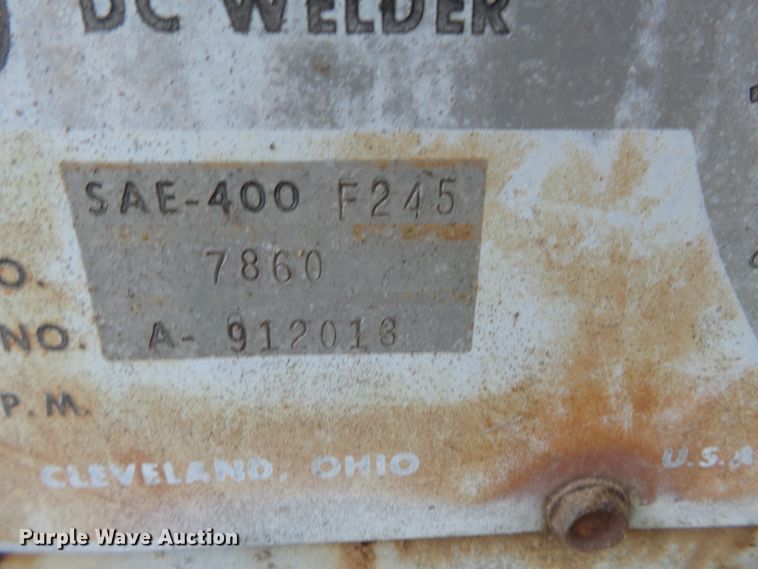 DC WELDER
SAE-400 F245
O. 7860
NO. A- 912013
P.M.
CLEVELAND, OHIO U.S.A
Purple Wave Auction